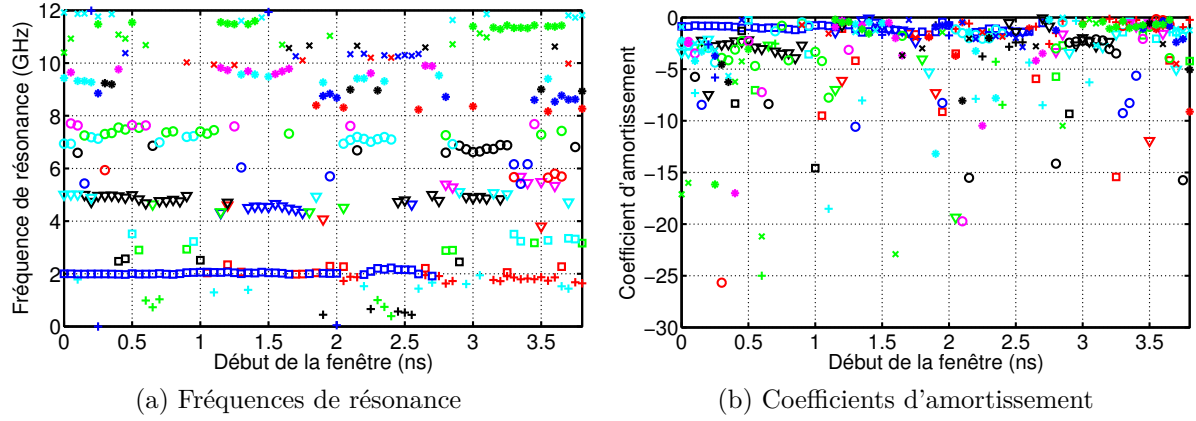 12
10
8
6
4
2
0
Fréquence de résonance (GHz)
0 0.5 1 1.5 2 2.5 3 3.5
Début de la fenêtre (ns)
(a) Fréquences de résonance
0
−5
−10
−15
−20
−25
−30
Coefficient d'amortissement
0 0.5 1 1.5 2 2.5 3 3.5
Début de la fenêtre (ns)
(b) Coefficients d'amortissement